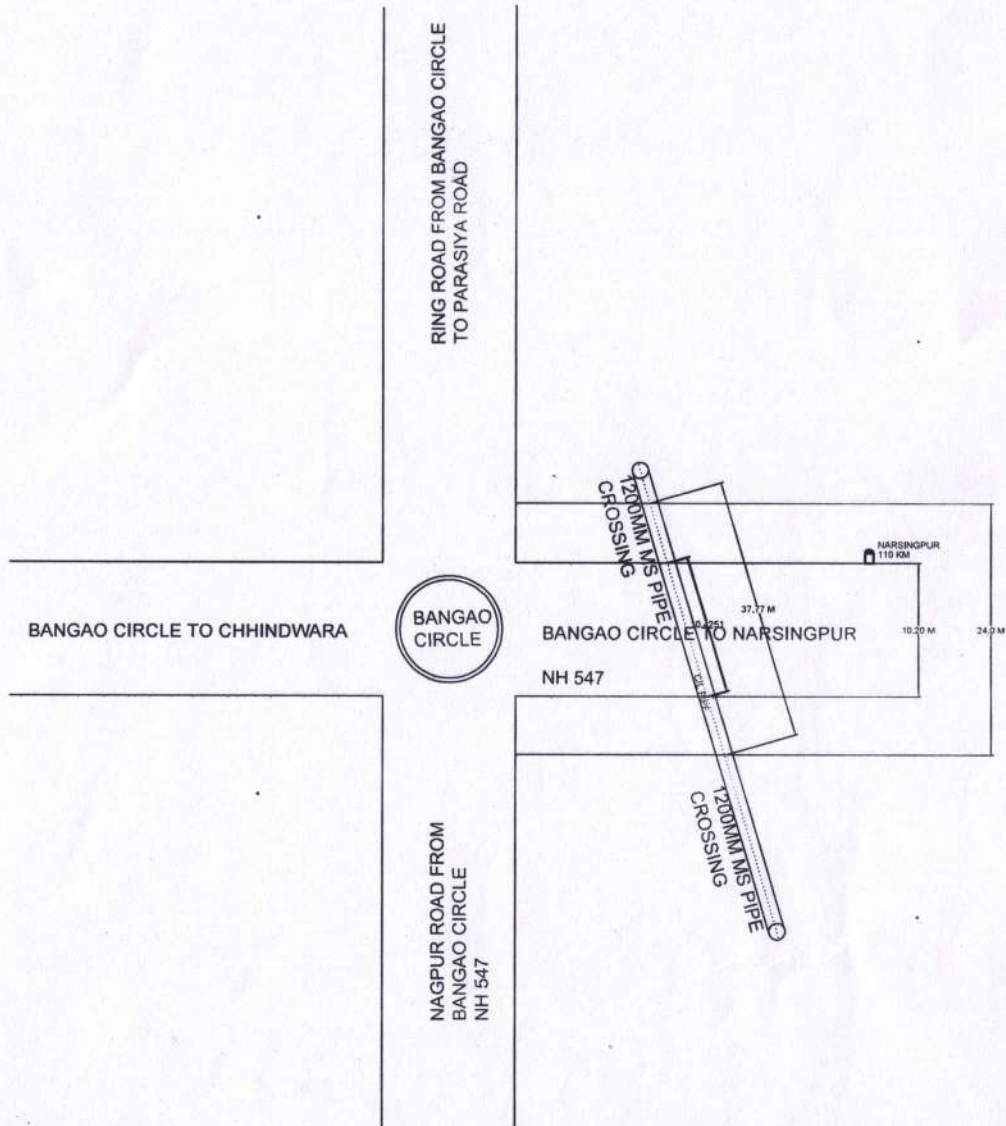 RING ROAD FROM BANGAO CIRCLE
TO PARASIYA ROAD
1200MM MS PIPE
CROSSING
NARSINGPUR
110 KM
37.77 M
BANGAO CIRCLE TO CHHINDWARA
BANGAO
CIRCLE
BANGAO CIRCLE TO NARSINGPUR
10.20 M
24.0 M
NH 547
1200MM MS PIPE
CROSSING
NAGPUR ROAD FROM
BANGAO CIRCLE
NH 547